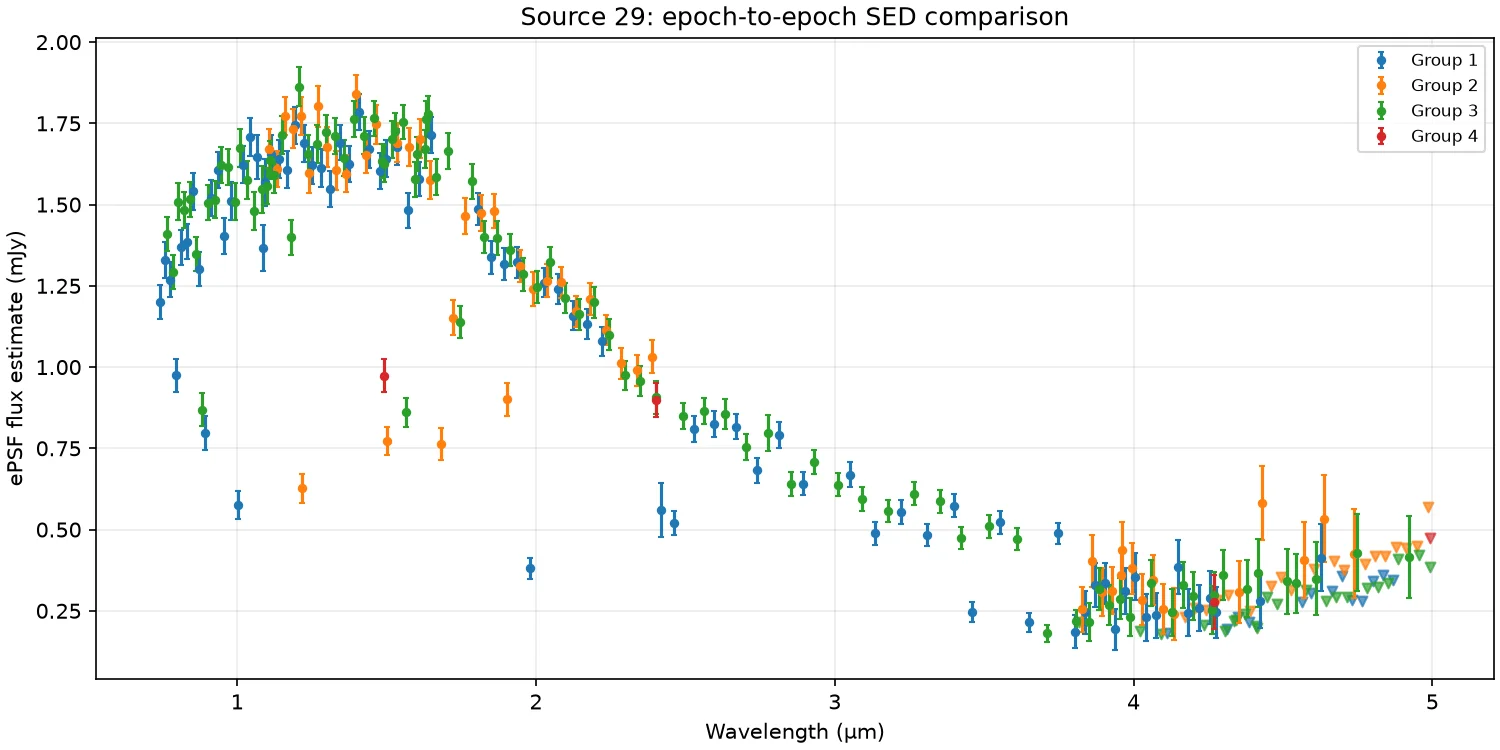 Source 29: epoch-to-epoch SED comparison
2.00
1.75
1.50
1.25
1.00
0.75
0.50
0.25
ePSF flux estimate (mJy)
Group 1
Group 2
Group 3
Group 4
1 2 3 4 5
Wavelength (µm)